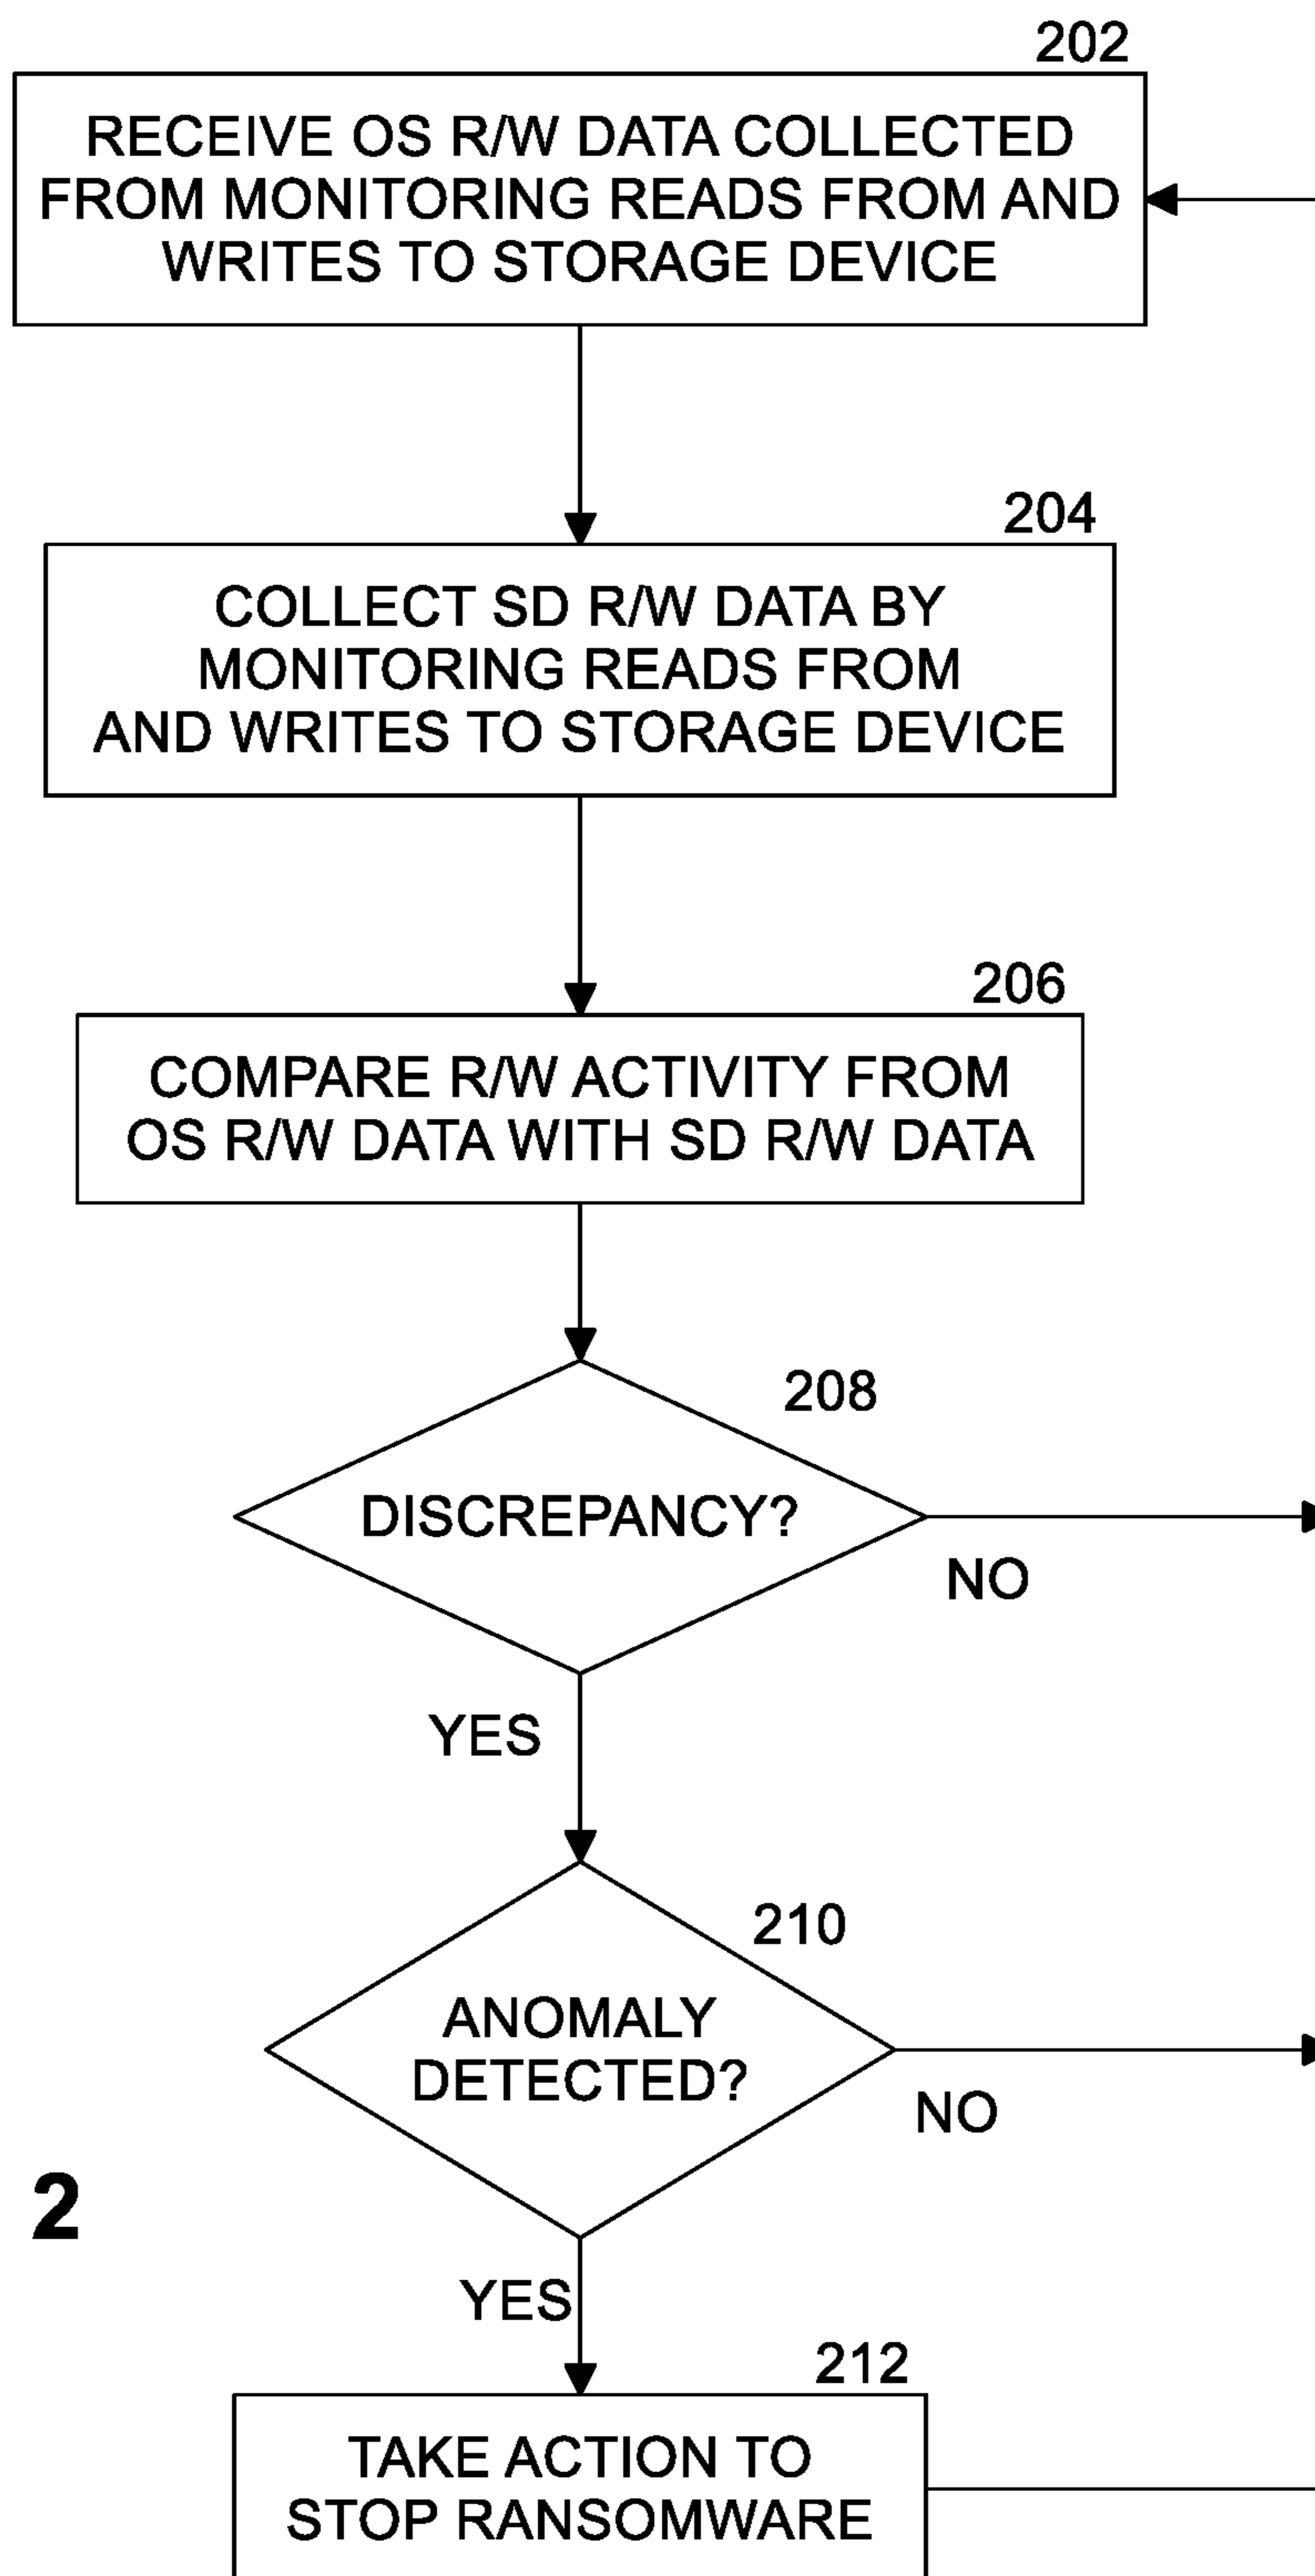 202
RECEIVE OS R/W DATA COLLECTED
FROM MONITORING READS FROM AND
WRITES TO STORAGE DEVICE
204
COLLECT SD R/W DATA BY
MONITORING READS FROM
AND WRITES TO STORAGE DEVICE
206
COMPARE R/W ACTIVITY FROM
OS R/W DATA WITH SD R/W DATA
208
DISCREPANCY?
NO
YES
210
ANOMALY
DETECTED?
NO
2
YES
212
TAKE ACTION TO
STOP RANSOMWARE